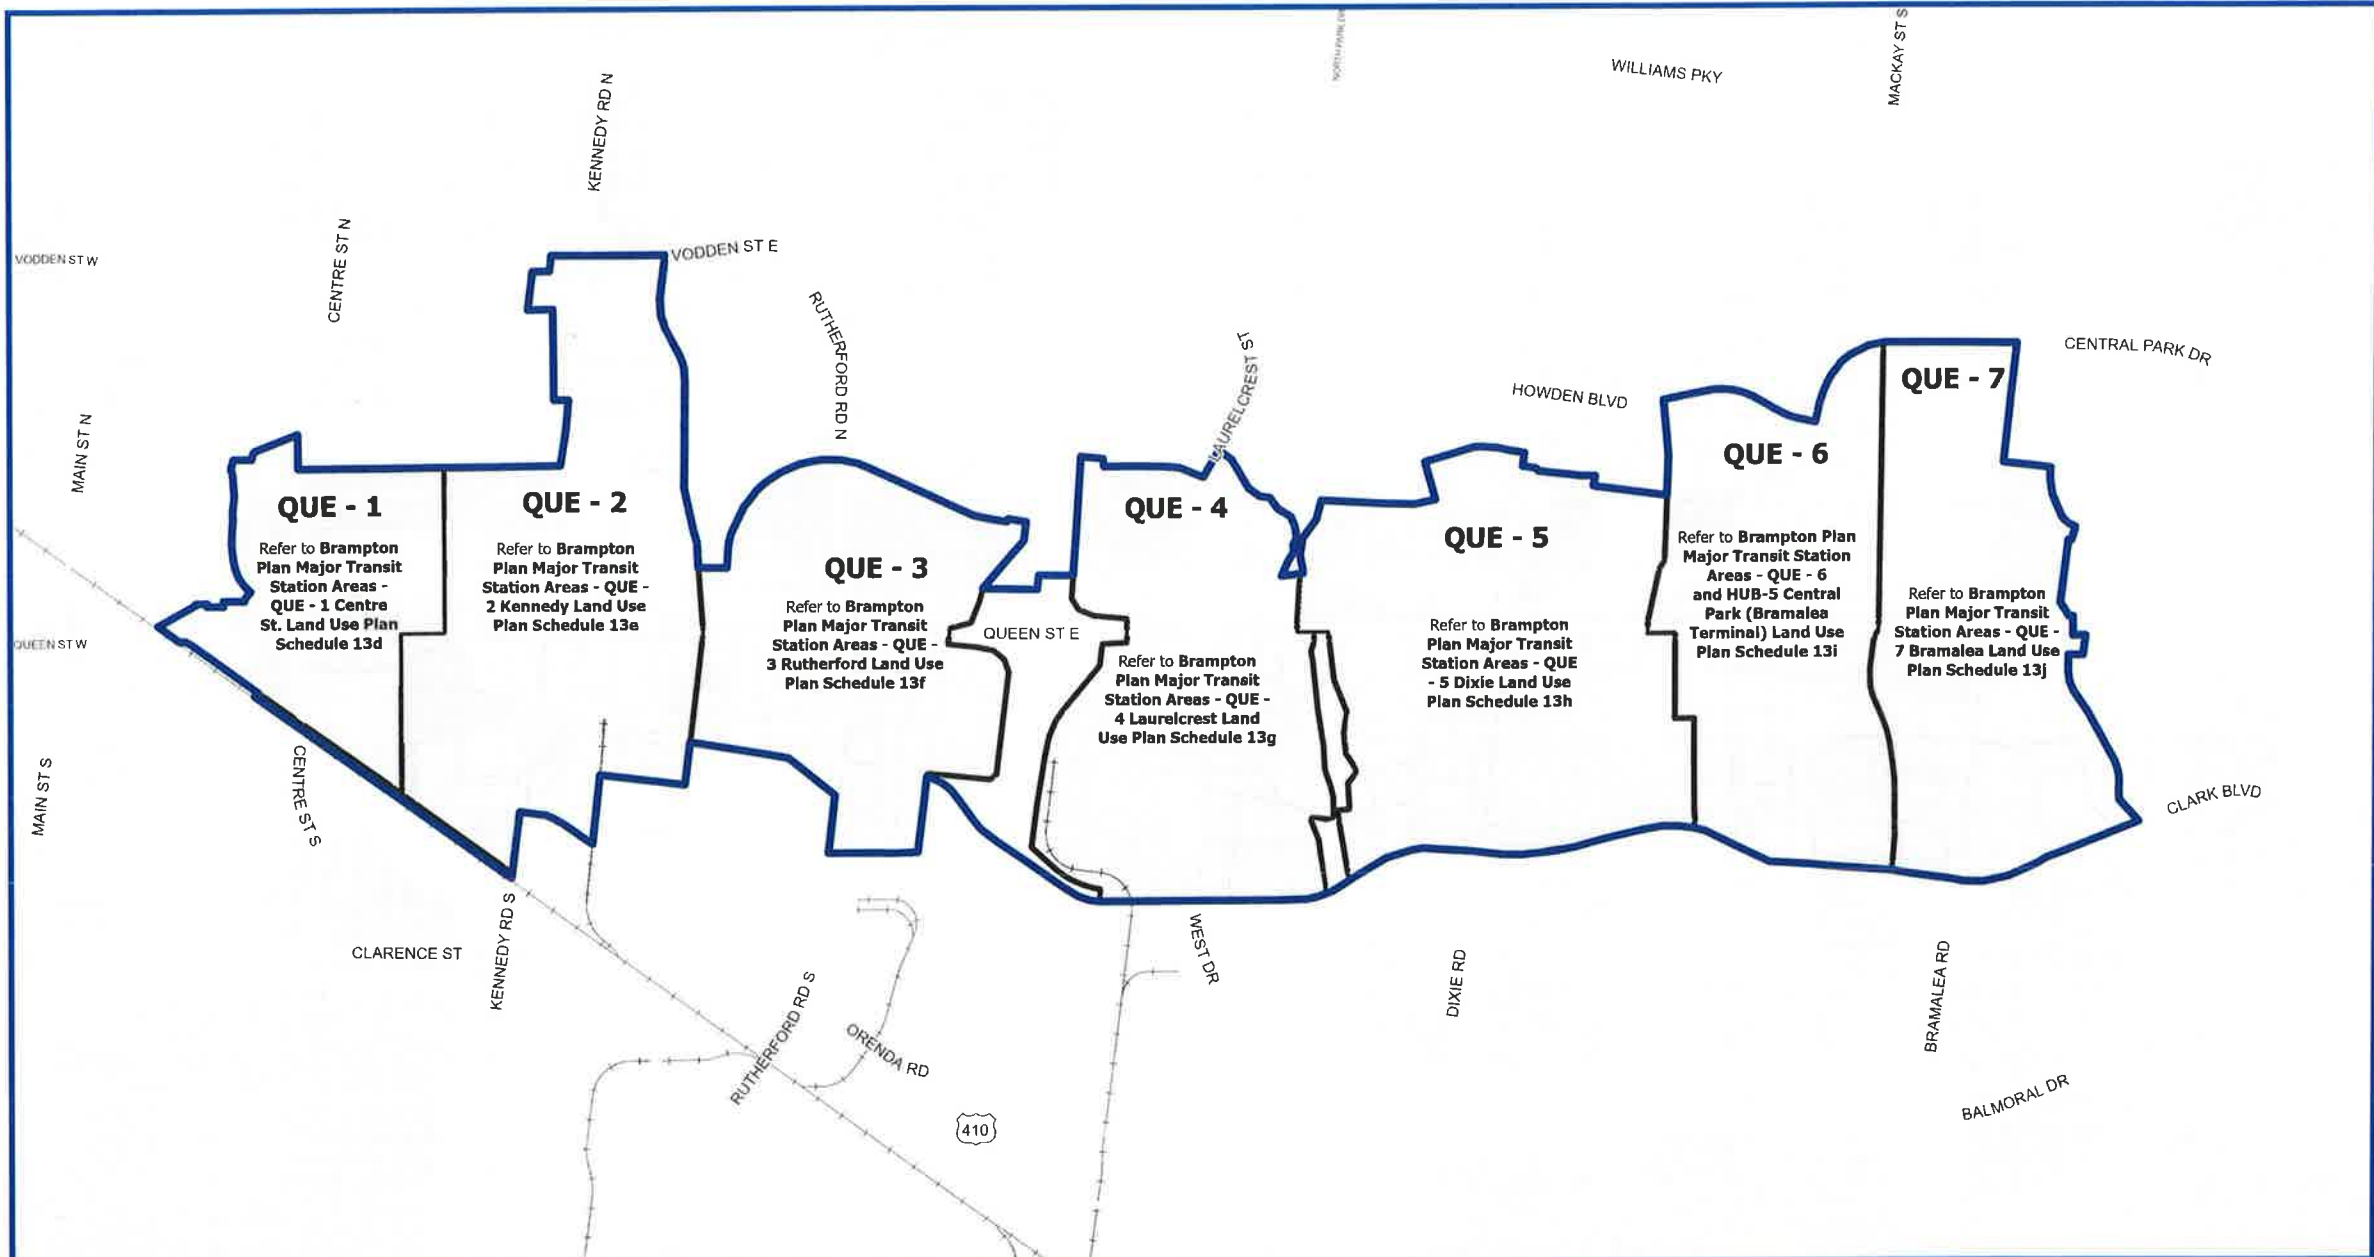 NORTH PARK DR
WILLIAMS PKY
MACKAY ST S
KENNEDY RD N
CENTRE ST N
VODDEN ST W
VODDEN ST E
RUTHERFORD RD N
LAURELCREST ST
CENTRAL PARK DR
HOWDEN BLVD
MAIN ST N
QUE - 1
Refer to Brampton
Plan Major Transit
Station Areas -
QUE - 1 Centre
St. Land Use Plan
Schedule 13d
QUE - 2
Refer to Brampton
Plan Major Transit
Station Areas - QUE -
2 Kennedy Land Use
Plan Schedule 13e
QUE - 3
Refer to Brampton
Plan Major Transit
Station Areas - QUE -
3 Rutherford Land Use
Plan Schedule 13f
QUEEN ST E
QUE - 4
Refer to Brampton
Plan Major Transit
Station Areas - QUE -
4 Laurelcrest Land
Use Plan Schedule 13g
QUE - 5
Refer to Brampton
Plan Major Transit
Station Areas - QUE
- 5 Dixie Land Use
Plan Schedule 13h
QUE - 6
Refer to Brampton Plan
Major Transit Station
Areas - QUE - 6
and HUB-5 Central
Park (Bramalea
Terminal) Land Use
Plan Schedule 13i
QUE - 7
Refer to Brampton
Plan Major Transit
Station Areas - QUE -
7 Bramalea Land Use
Plan Schedule 13j
QUEEN ST W
MAIN ST S
CENTRE ST S
CLARK BLVD
CLARENCE ST
KENNEDY RD S
WEST DR
DIXIE RD
BRAMALEA RD
RUTHERFORD RD S
ORENDA RD
410
BALMORAL DR